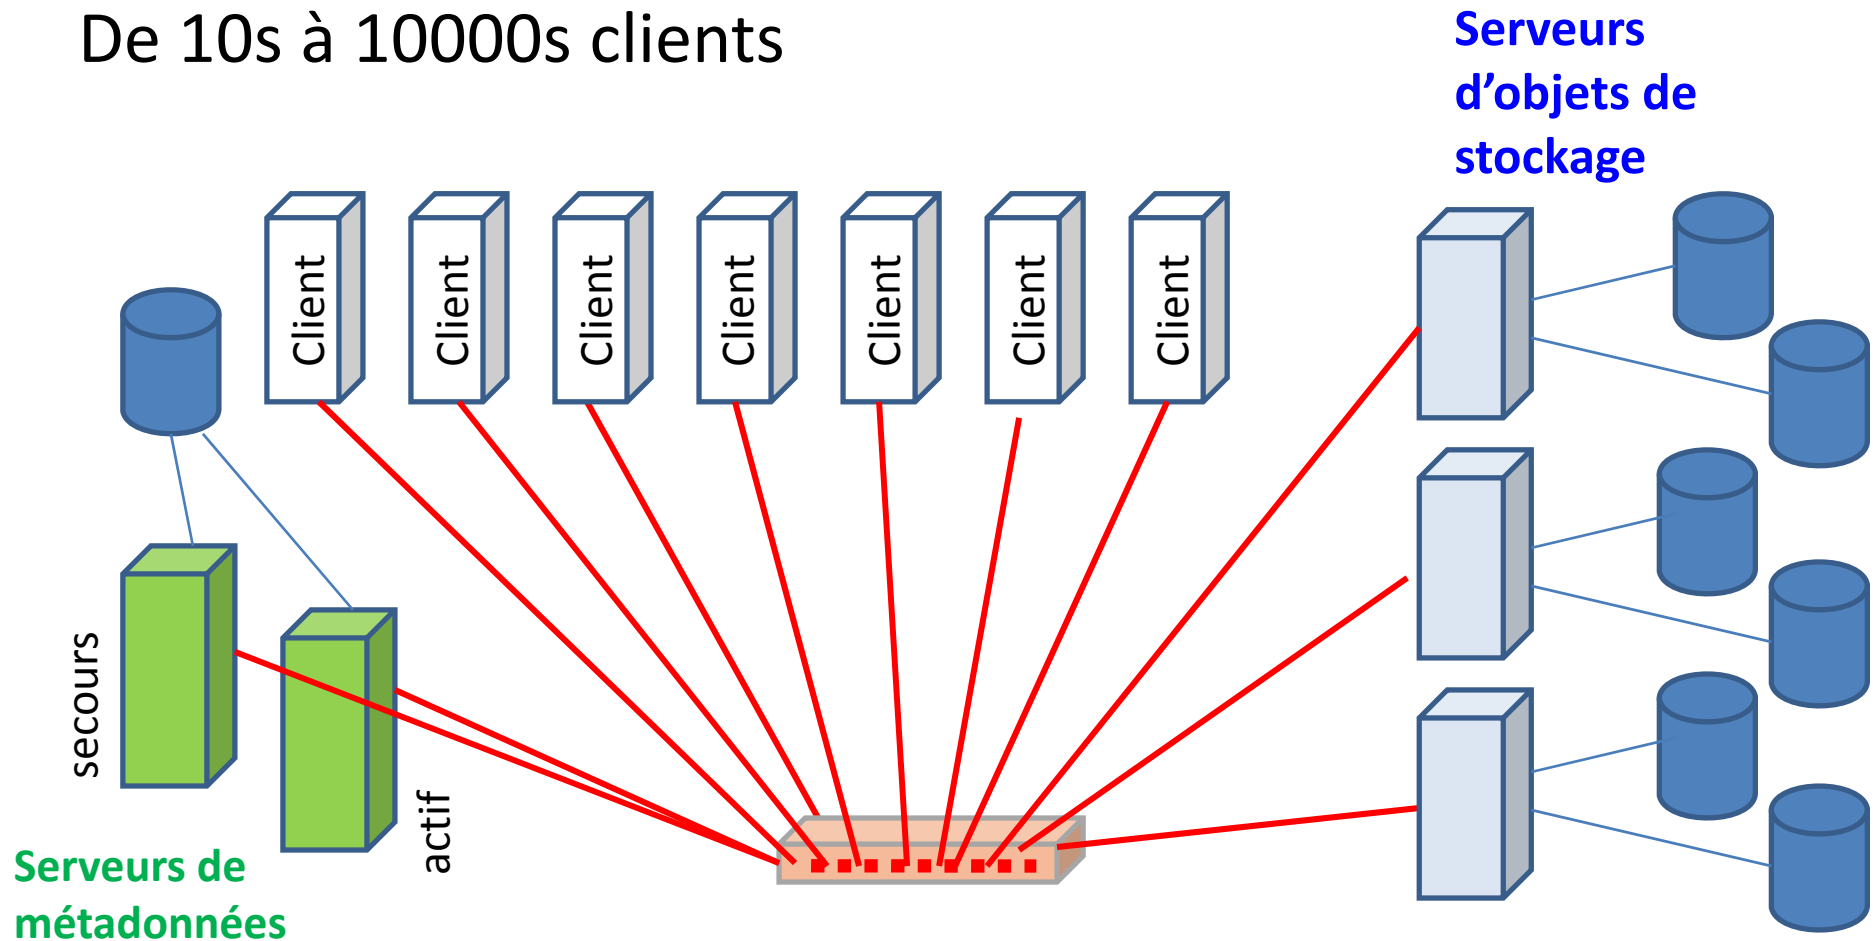 De 10s à 10000s clients
Serveurs
d’objets de
stockage
Client
Client
Client
Client
Client
Client
Client
secours
actif
Serveurs de
métadonnées